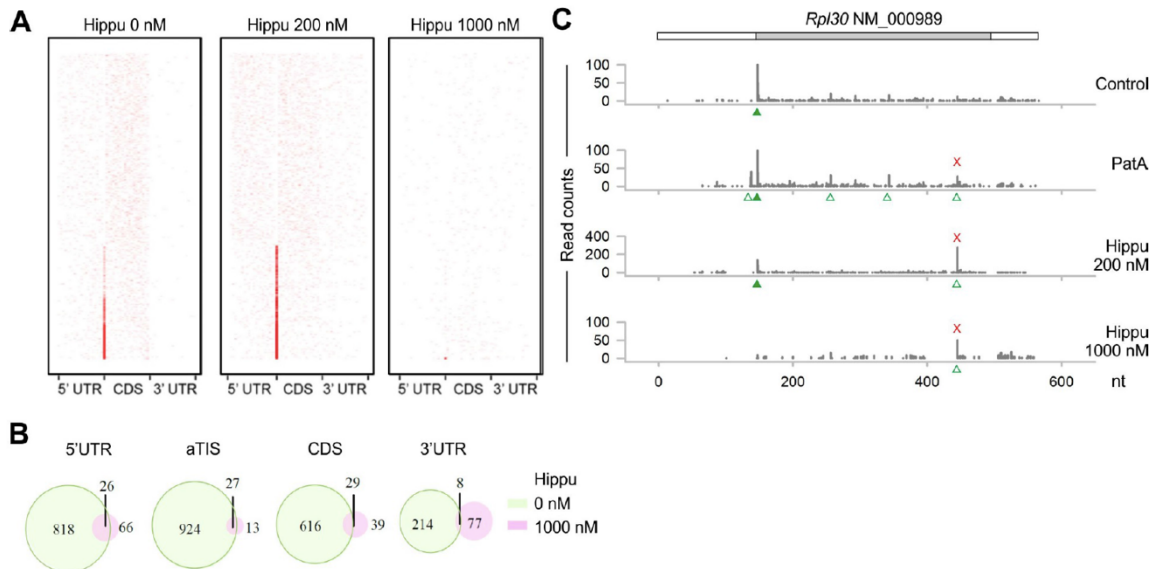 A
Hippu 0 nM
Hippu 200 nM
Hippu 1000 nM
5' UTR CDS 3' UTR
5' UTR CDS 3' UTR
5' UTR CDS 3' UTR
B
5'UTR
aTIS
CDS
3'UTR
26
27
29
8
818
66
924
13
616
39
214
77
Hippu
0 nM
1000 nM
C
Rpl30 NM_000989
Read counts
100
50
0
Control
100
50
0
X
PatA
400
200
0
X
Hippu
200 nM
100
50
0
X
Hippu
1000 nM
0 200 400 600 nt